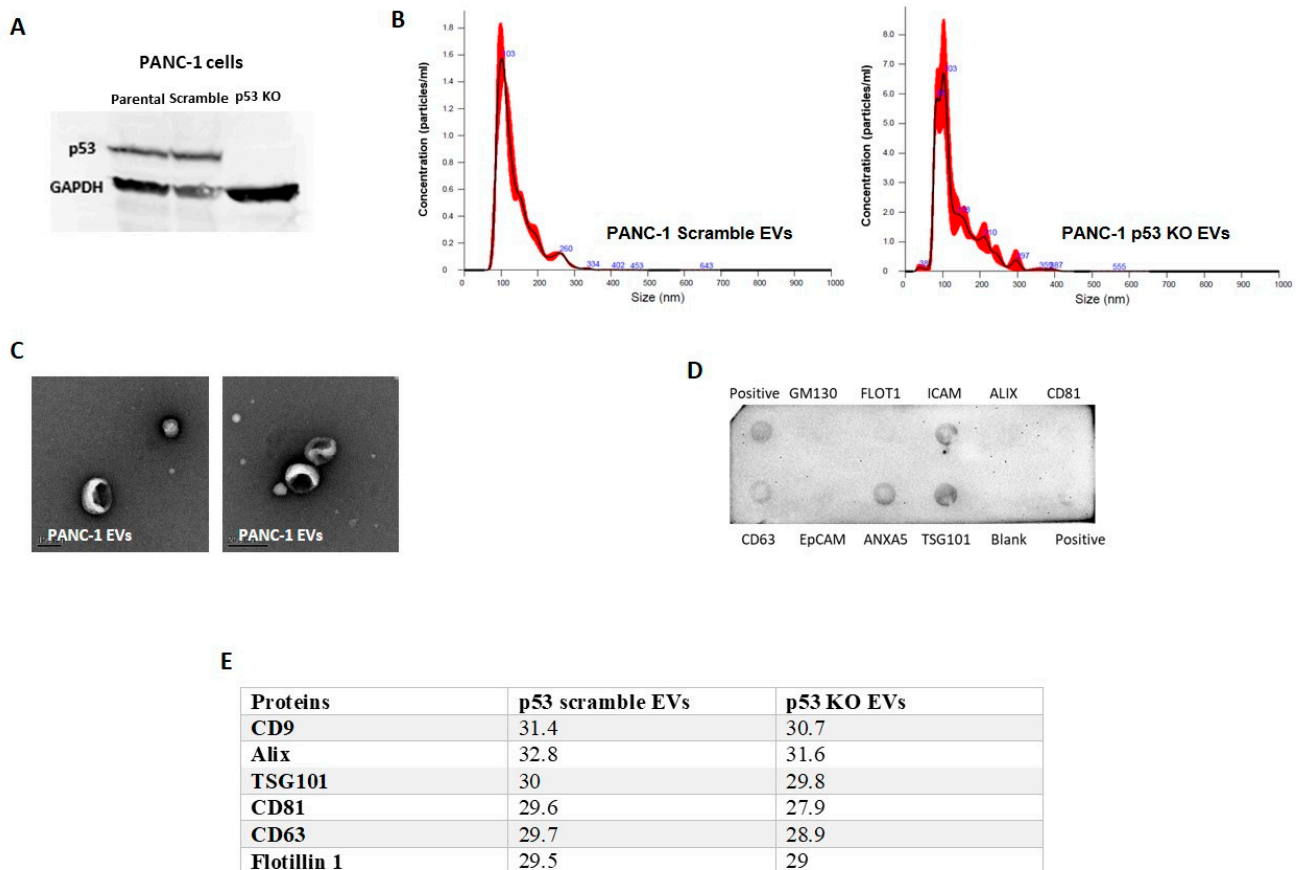 A
PANC-1 cells
Parental Scramble p53 KO
p53
GAPDH
B
Concentration (particles/ml)
1.8
1.6
1.4
1.2
1.0
0.8
0.6
0.4
0.2
0
103
260
334
402
453
643
PANC-1 Scramble EVs
0 100 200 300 400 500 600 700 800 900 1000
Size (nm)
Concentration (particles/ml)
8.0
7.0
6.0
5.0
4.0
3.0
2.0
1.0
0
103
210
297
387
555
PANC-1 p53 KO EVs
0 100 200 300 400 500 600 700 800 900 1000
Size (nm)
C
PANC-1 EVs
PANC-1 EVs
D
Positive GM130 FLOT1 ICAM ALIX CD81
CD63 EpCAM ANXA5 TSG101 Blank Positive
E
Proteins p53 scramble EVs p53 KO EVs
CD9 31.4 30.7
Alix 32.8 31.6
TSG101 30 29.8
CD81 29.6 27.9
CD63 29.7 28.9
Flotillin 1 29.5 29